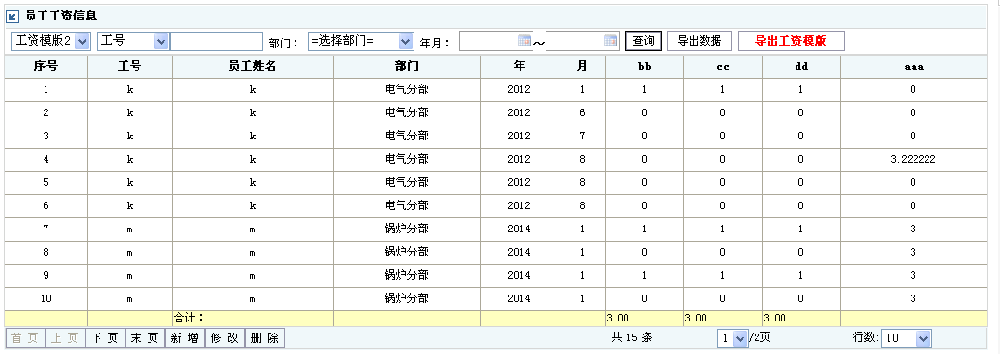 员工工资信息
工资模版2 工号 部门： =选择部门= 年月： ～ 查询 导出数据 导出工资模版
序号 工号 员工姓名 部门 年 月 bb cc dd aaa
1 k k 电气分部 2012 1 1 1 1 0
2 k k 电气分部 2012 6 0 0 0 0
3 k k 电气分部 2012 7 0 0 0 0
4 k k 电气分部 2012 8 0 0 0 3.222222
5 k k 电气分部 2012 8 0 0 0 0
6 k k 电气分部 2012 8 0 0 0 0
7 m m 锅炉分部 2014 1 1 1 1 3
8 m m 锅炉分部 2014 1 0 0 0 3
9 m m 锅炉分部 2014 1 1 1 1 3
10 m m 锅炉分部 2014 1 0 0 0 3
合计： 3.00 3.00 3.00
首 页 上 页 下 页 末 页 新 增 修 改 删 除 共 15 条 1 /2页 行数: 10